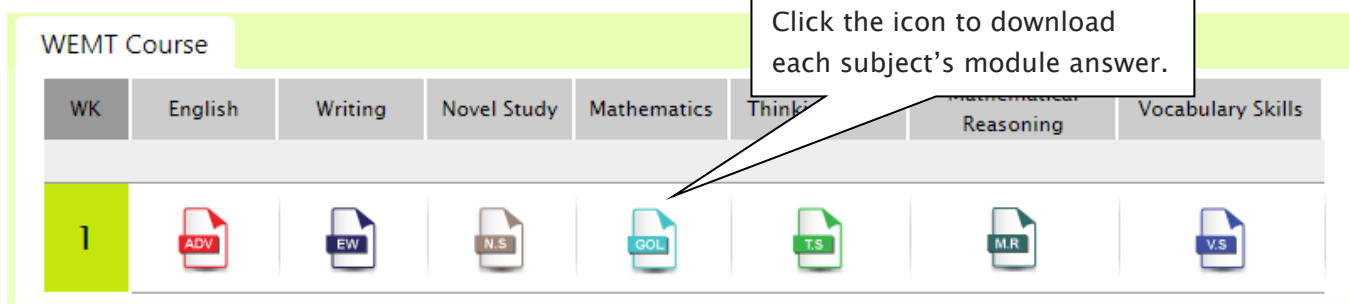 Click the icon to download
each subject's module answer.
WEMT Course
WK English Writing Novel Study Mathematics Vocabulary Skills
Reasoning
1 ADV EW N.S GOL T.S M.R V.S